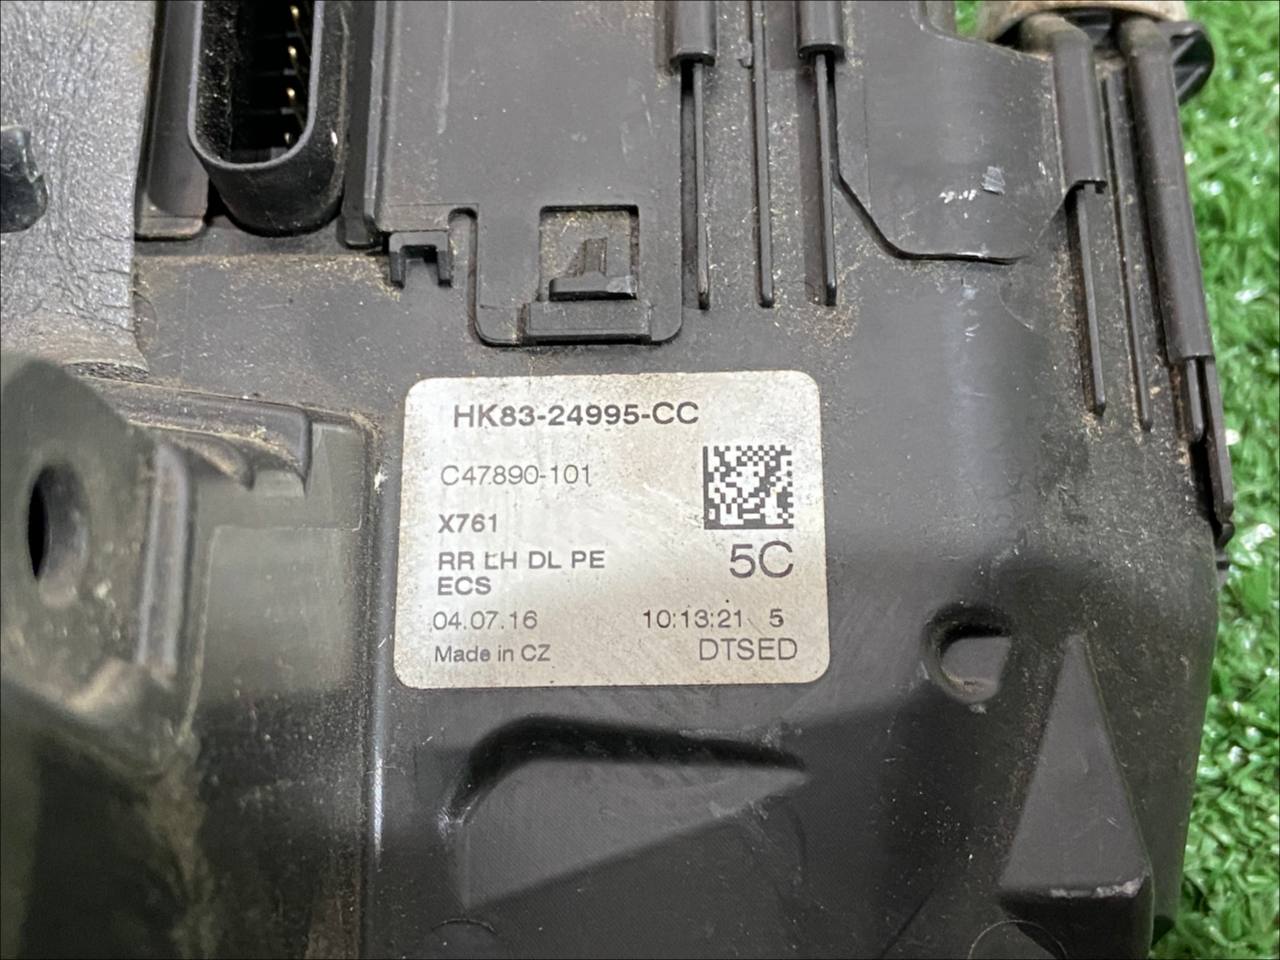 HK83-24995-CC
C47890-101
X761
RR LH DL PE
ECS
5C
04.07.16 10:13:21 5
Made in CZ DTSED